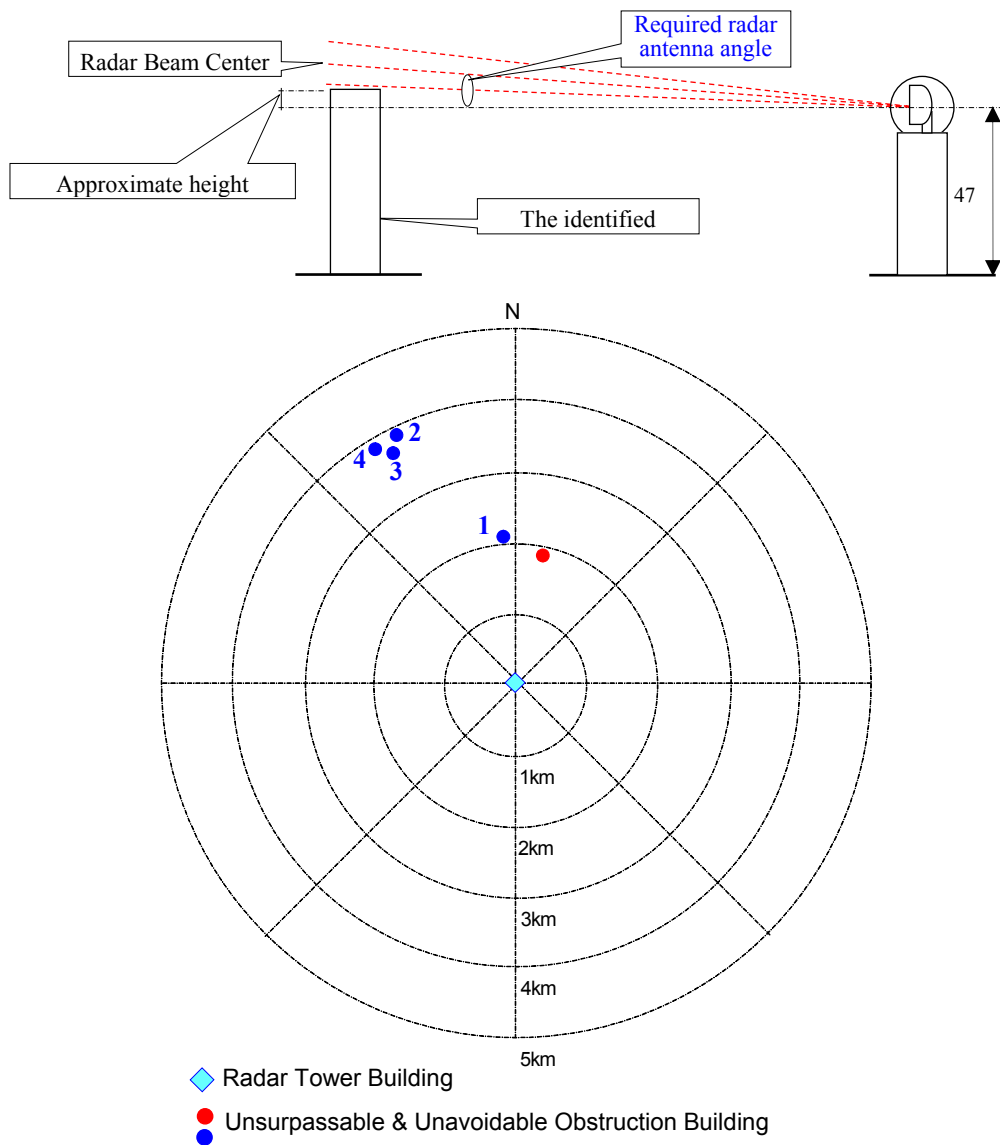 Required radar
antenna angle
Radar Beam Center
Approximate height
47
The identified
N
2
4
3
1
1km
2km
3km
4km
5km
Radar Tower Building
Unsurpassable & Unavoidable Obstruction Building